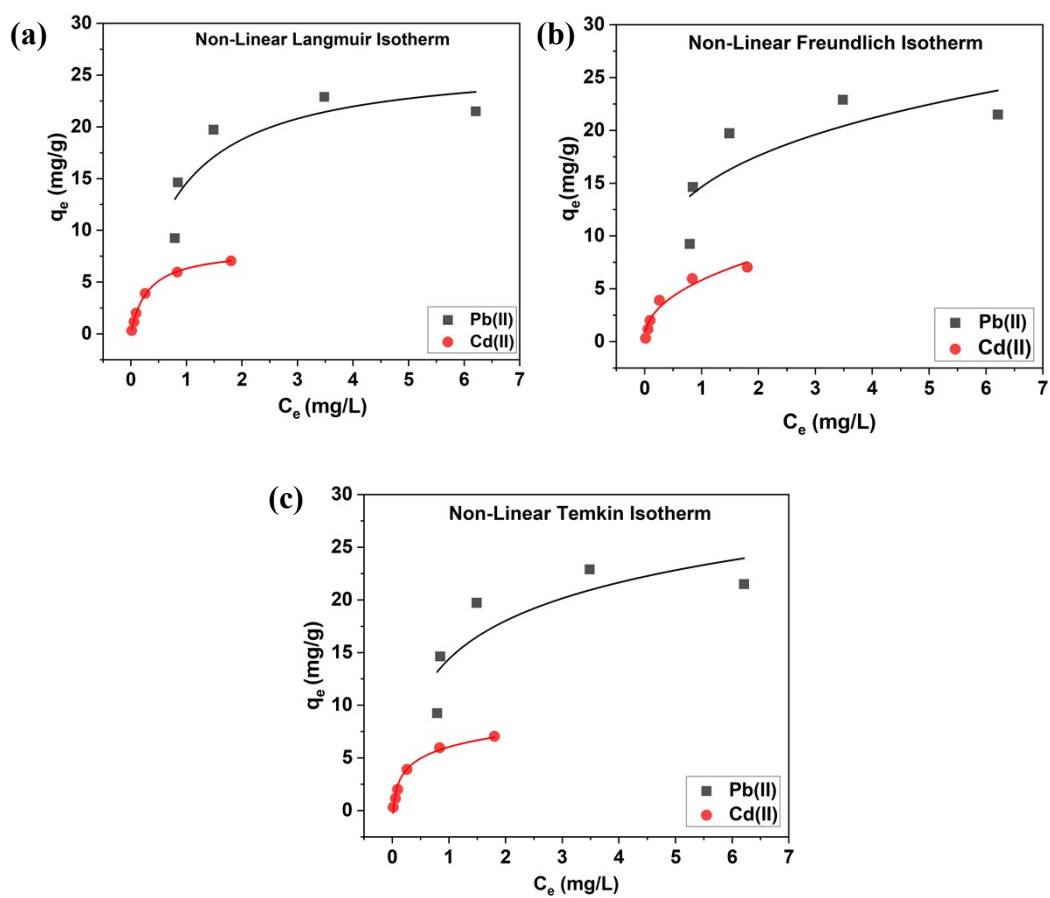 (a)
Non-Linear Langmuir Isotherm
30
25
20
15
10
5
0
qe (mg/g)
Pb(II)
Cd(II)
0 1 2 3 4 5 6 7
Ce (mg/L)
(b)
Non-Linear Freundlich Isotherm
30
25
20
15
10
5
0
qe(mg/g)
Pb(II)
Cd(II)
0 1 2 3 4 5 6 7
Ce (mg/L)
(c)
Non-Linear Temkin Isotherm
30
25
20
15
10
5
0
qe (mg/g)
Pb(II)
Cd(II)
0 1 2 3 4 5 6 7
Ce (mg/L)